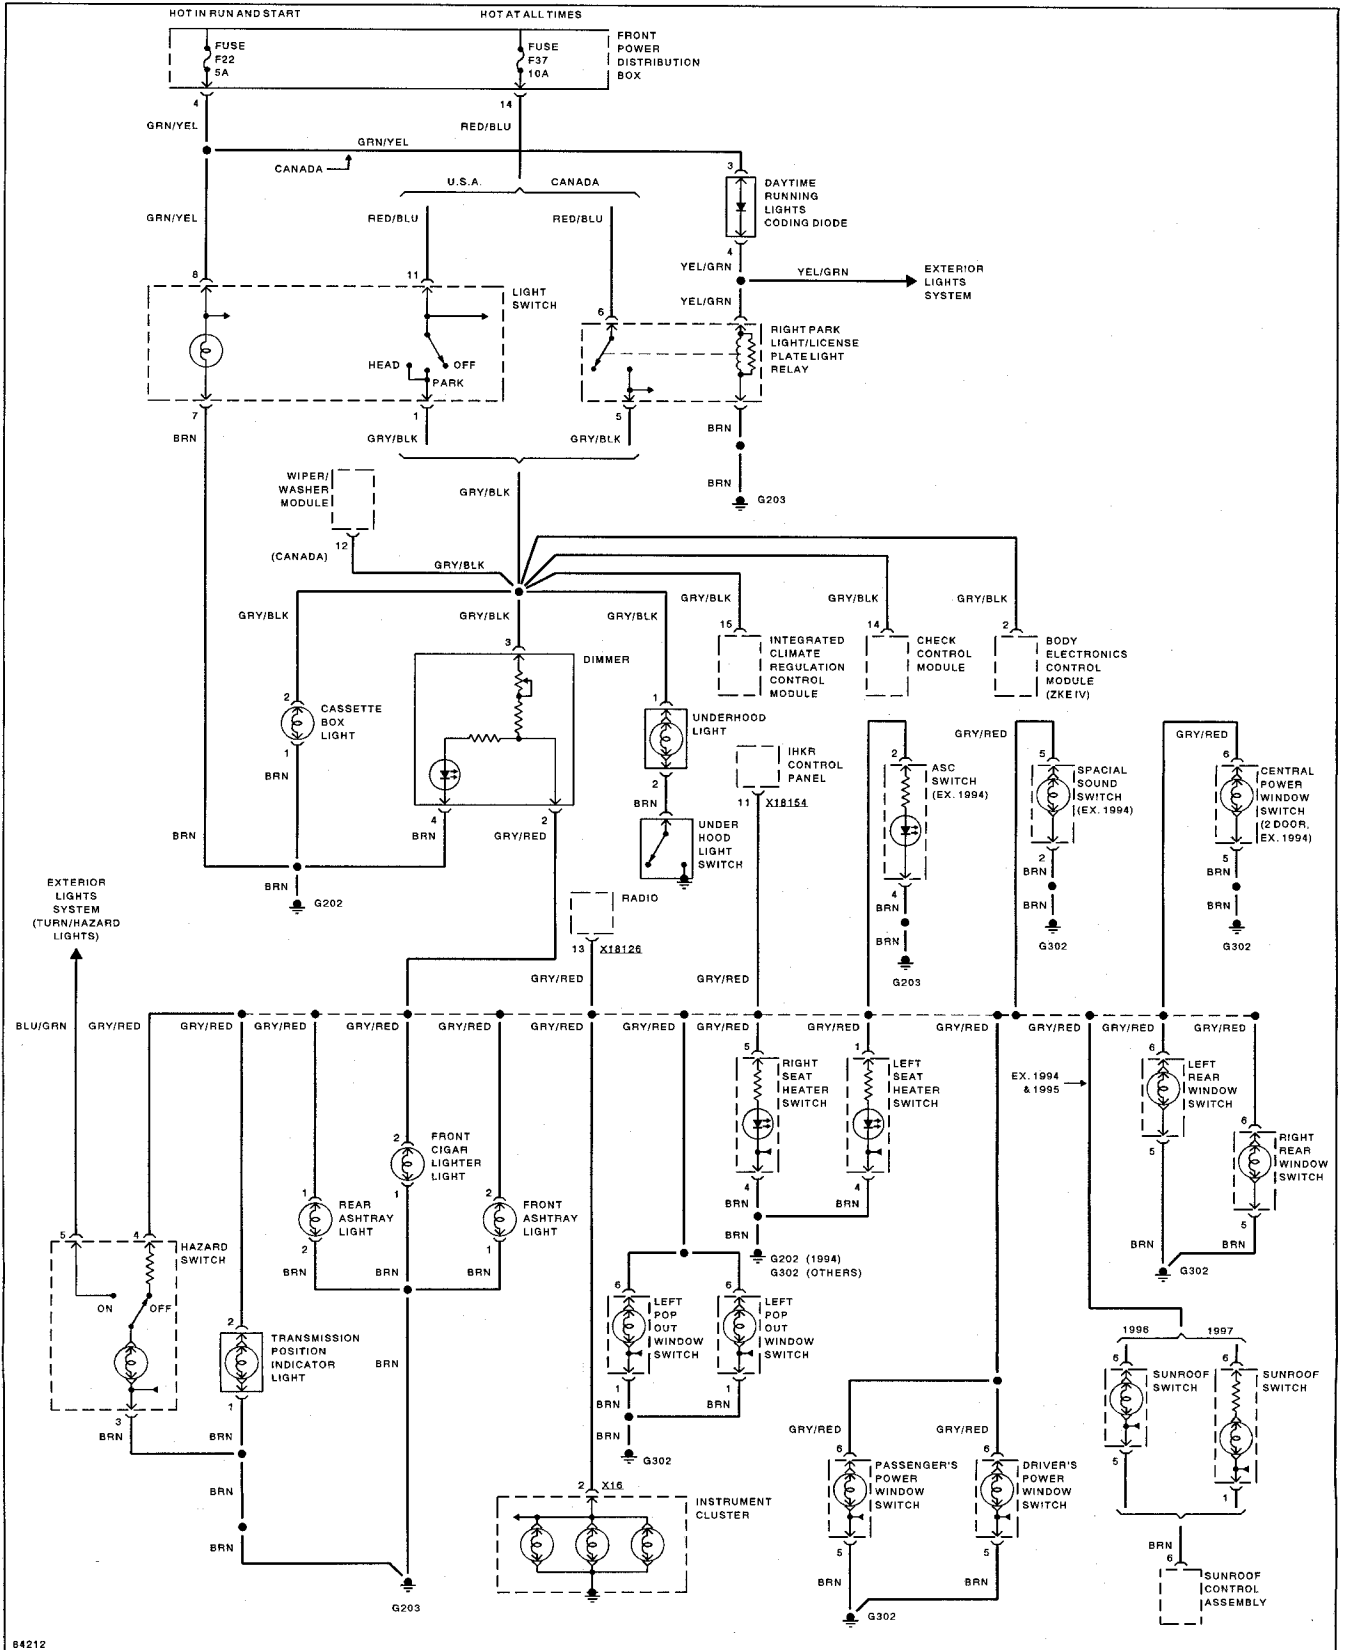 HOT IN RUN AND START
HOT AT ALL TIMES
FUSE
F22
5A
FUSE
F37
10A
FRONT
POWER
DISTRIBUTION
BOX
4
14
GRN/YEL
RED/BLU
GRN/YEL
CANADA
3
U.S.A.
CANADA
DAYTIME
RUNNING
LIGHTS
CODING DIODE
GRN/YEL
RED/BLU
RED/BLU
4
YEL/GRN
YEL/GRN
EXTERIOR
LIGHTS
SYSTEM
8
11
LIGHT
SWITCH
YEL/GRN
6
RIGHT PARK
LIGHT/LICENSE
PLATE LIGHT
RELAY
HEAD
OFF
PARK
7
1
5
BRN
GRY/BLK
GRY/BLK
BRN
WIPER/
WASHER
MODULE
GRY/BLK
BRN
G203
12
(CANADA)
GRY/BLK
GRY/BLK
GRY/BLK
GRY/BLK
GRY/BLK
GRY/BLK
GRY/BLK
3
15
14
2
DIMMER
INTEGRATED
CLIMATE
REGULATION
CONTROL
MODULE
CHECK
CONTROL
MODULE
BODY
ELECTRONICS
CONTROL
MODULE
(ZKE IV)
2
CASSETTE
BOX
LIGHT
1
BRN
1
UNDERHOOD
LIGHT
2
BRN
UNDER
HOOD
LIGHT
SWITCH
IHKR
CONTROL
PANEL
11
X18154
2
ASC
SWITCH
(EX. 1994)
4
BRN
BRN
G203
GRY/RED
5
SPACIAL
SOUND
SWITCH
(EX. 1994)
2
BRN
BRN
G302
GRY/RED
6
CENTRAL
POWER
WINDOW
SWITCH
(2 DOOR,
EX. 1994)
5
BRN
BRN
G302
BRN
4
BRN
2
GRY/RED
BRN
G202
EXTERIOR
LIGHTS
SYSTEM
(TURN/HAZARD
LIGHTS)
RADIO
13
X18126
GRY/RED
GRY/RED
BLU/GRN
GRY/RED
GRY/RED
GRY/RED
GRY/RED
GRY/RED
GRY/RED
GRY/RED
GRY/RED
GRY/RED
GRY/RED
GRY/RED
GRY/RED
GRY/RED
5
RIGHT
SEAT
HEATER
SWITCH
4
BRN
1
LEFT
SEAT
HEATER
SWITCH
4
BRN
BRN
G202 (1994)
G302 (OTHERS)
EX. 1994
& 1995
6
LEFT
REAR
WINDOW
SWITCH
5
6
RIGHT
REAR
WINDOW
SWITCH
5
BRN
BRN
G302
2
FRONT
CIGAR
LIGHTER
LIGHT
1
1
REAR
ASHTRAY
LIGHT
2
2
FRONT
ASHTRAY
LIGHT
1
BRN
BRN
BRN
5
4
HAZARD
SWITCH
ON
OFF
3
BRN
2
TRANSMISSION
POSITION
INDICATOR
LIGHT
1
BRN
BRN
BRN
BRN
G203
6
LEFT
POP
OUT
WINDOW
SWITCH
1
BRN
6
LEFT
POP
OUT
WINDOW
SWITCH
1
BRN
BRN
G302
2
X16
INSTRUMENT
CLUSTER
GRY/RED
GRY/RED
6
PASSENGER'S
POWER
WINDOW
SWITCH
5
BRN
6
DRIVER'S
POWER
WINDOW
SWITCH
5
BRN
G302
1996
1997
6
SUNROOF
SWITCH
5
6
SUNROOF
SWITCH
1
BRN
6
SUNROOF
CONTROL
ASSEMBLY
84212